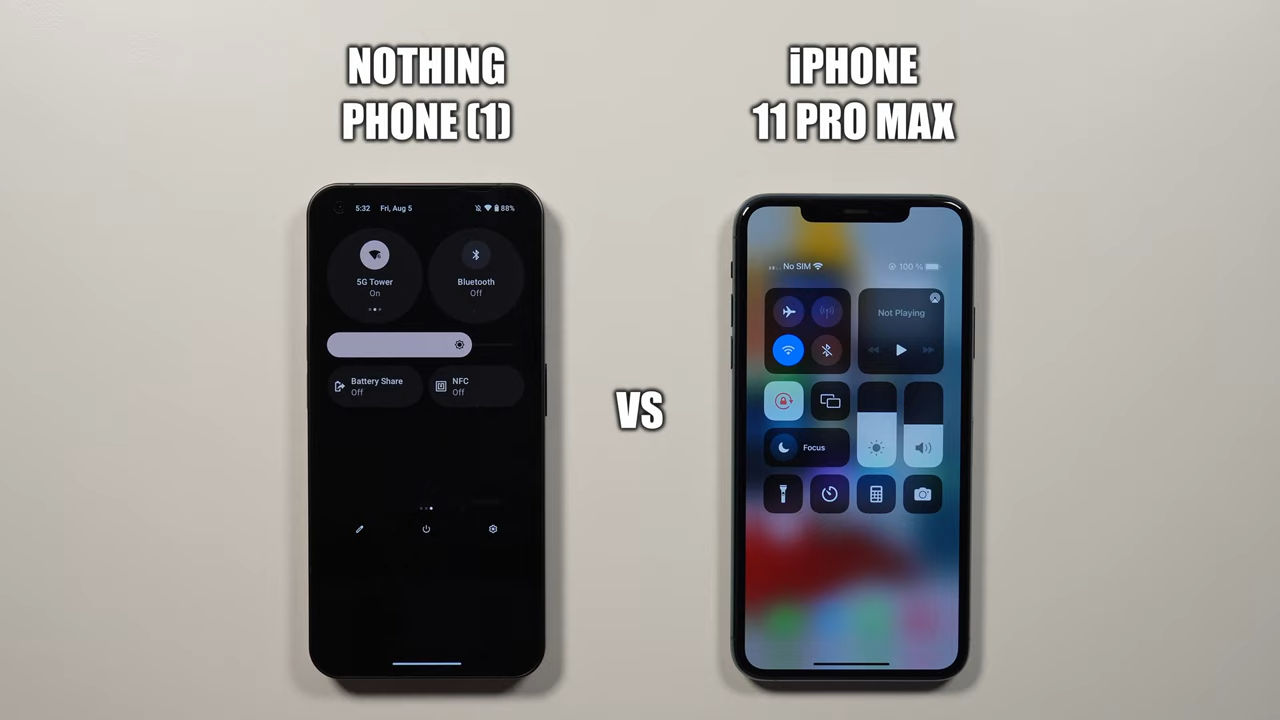 NOTHING
PHONE (1)
iPHONE
11 PRO MAX
VS
5:32 Fri, Aug 5
88%
5G Tower
On
Bluetooth
Off
Battery Share
Off
NFC
Off
No SIM
100 %
Not Playing
Focus